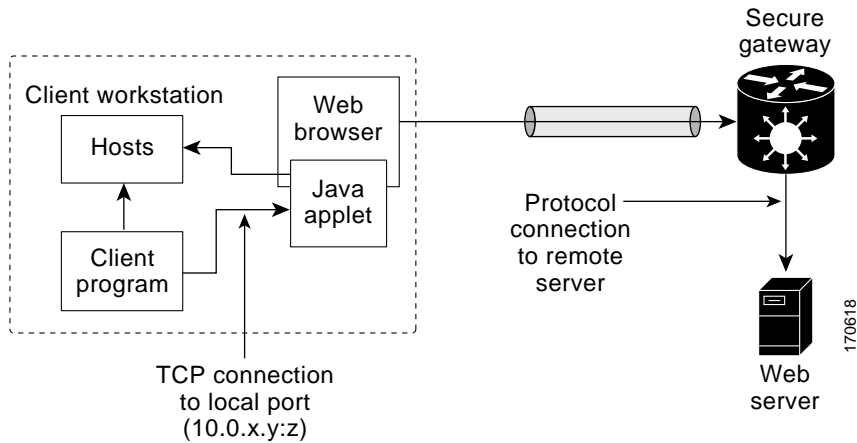 Secure
gateway
Client workstation
Web
browser
Hosts
Java
applet
Client
program
Protocol
connection
to remote
server
TCP connection
to local port
(10.0.x.y:z)
Web
server
170618